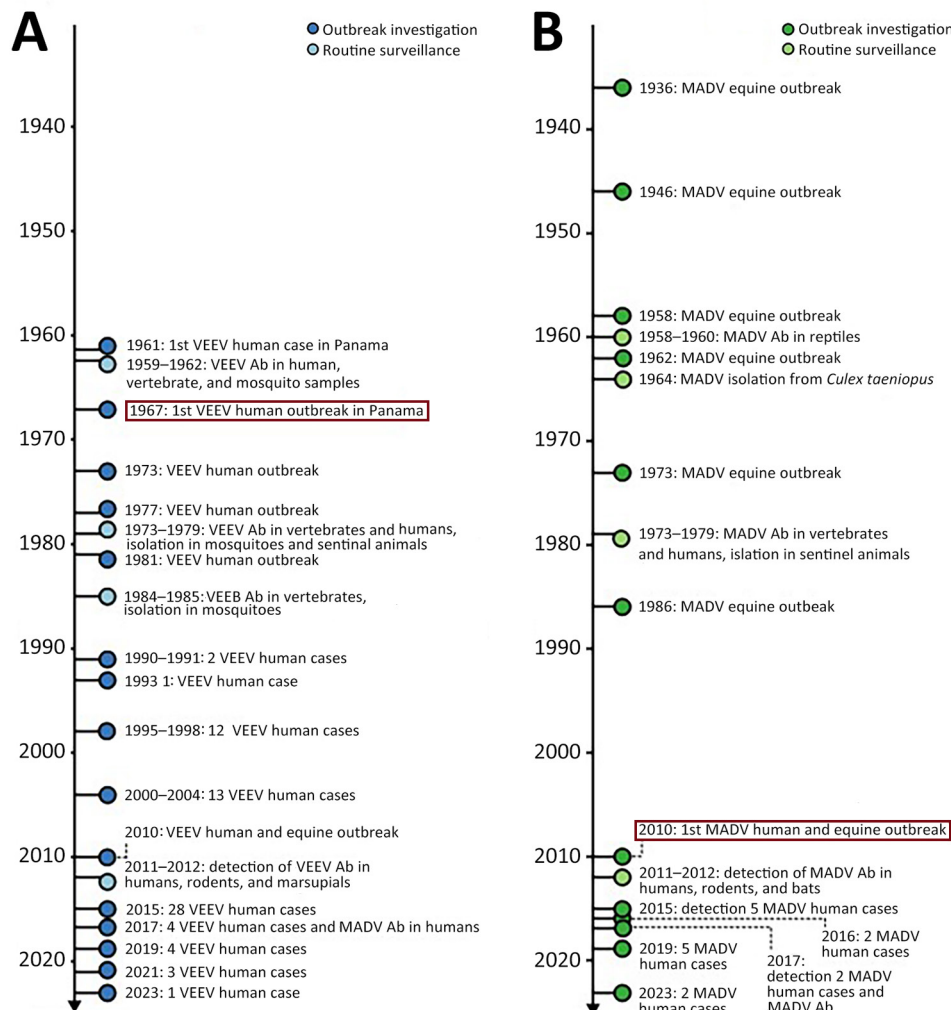 A
Outbreak investigation
Routine surveillance
1940
1950
1960
1970
1980
1990
2000
2010
2020
1961: 1st VEEV human case in Panama
1959–1962: VEEV Ab in human,
vertebrate, and mosquito samples
1967: 1st VEEV human outbreak in Panama
1973: VEEV human outbreak
1977: VEEV human outbreak
1973–1979: VEEV Ab in vertebrates and humans,
isolation in mosquitoes and sentinal animals
1981: VEEV human outbreak
1984–1985: VEEB Ab in vertebrates,
isolation in mosquitoes
1990–1991: 2 VEEV human cases
1993 1: VEEV human case
1995–1998: 12 VEEV human cases
2000–2004: 13 VEEV human cases
2010: VEEV human and equine outbreak
2011–2012: detection of VEEV Ab in
humans, rodents, and marsupials
2015: 28 VEEV human cases
2017: 4 VEEV human cases and MADV Ab in humans
2019: 4 VEEV human cases
2021: 3 VEEV human cases
2023: 1 VEEV human case
B
Outbreak investigation
Routine surveillance
1940
1950
1960
1970
1980
1990
2000
2010
2020
1936: MADV equine outbreak
1946: MADV equine outbreak
1958: MADV equine outbreak
1958–1960: MADV Ab in reptiles
1962: MADV equine outbreak
1964: MADV isolation from Culex taeniopus
1973: MADV equine outbreak
1973–1979: MADV Ab in vertebrates
and humans, islation in sentinel animals
1986: MADV equine outbeak
2010: 1st MADV human and equine outbreak
2011–2012: detection of MADV Ab in
humans, rodents, and bats
2015: detection 5 MADV human cases
2016: 2 MADV
human cases
2017:
detection 2 MADV
human cases and
MADV Ab
2019: 5 MADV
human cases
2023: 2 MADV
human cases